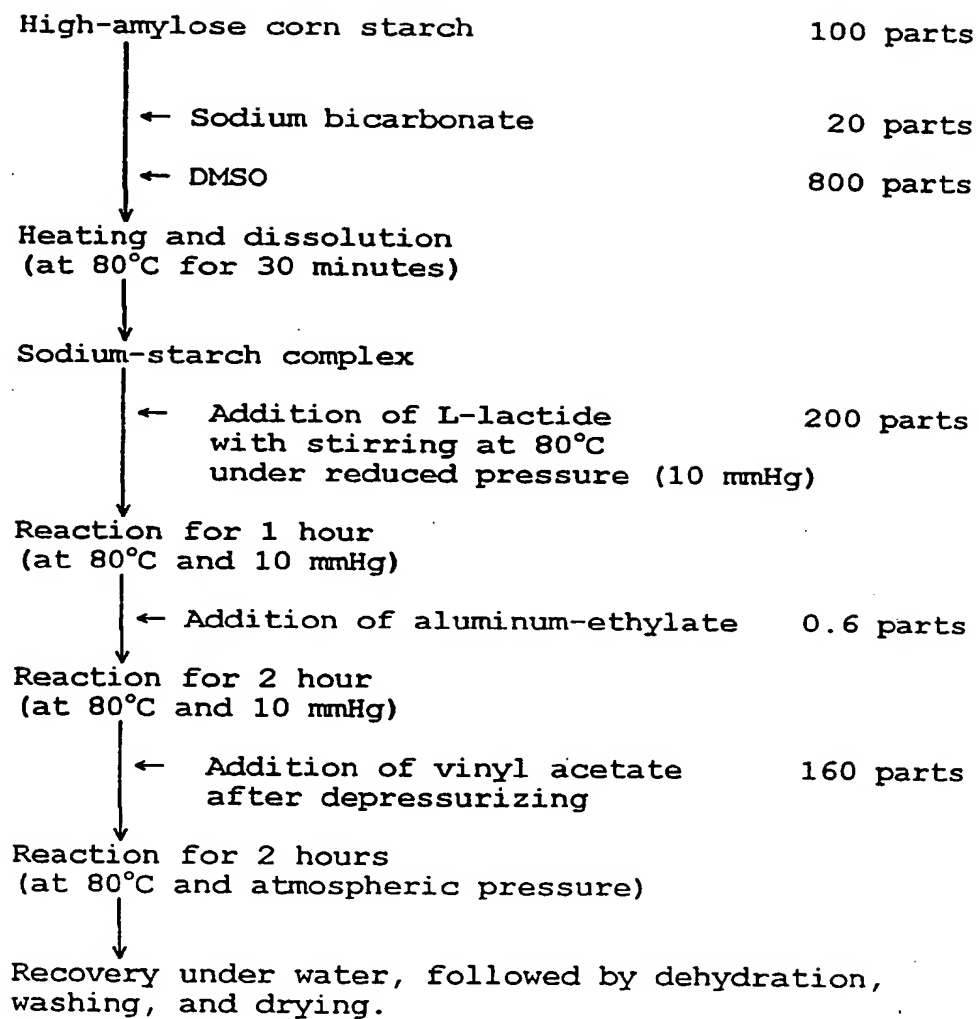 High-amylose corn starch 100 parts
← Sodium bicarbonate 20 parts
← DMSO 800 parts
Heating and dissolution
(at 80°C for 30 minutes)
Sodium-starch complex
← Addition of L-lactide 200 parts
with stirring at 80°C
under reduced pressure (10 mmHg)
Reaction for 1 hour
(at 80°C and 10 mmHg)
← Addition of aluminum-ethylate 0.6 parts
Reaction for 2 hour
(at 80°C and 10 mmHg)
← Addition of vinyl acetate 160 parts
after depressurizing
Reaction for 2 hours
(at 80°C and atmospheric pressure)
Recovery under water, followed by dehydration,
washing, and drying.